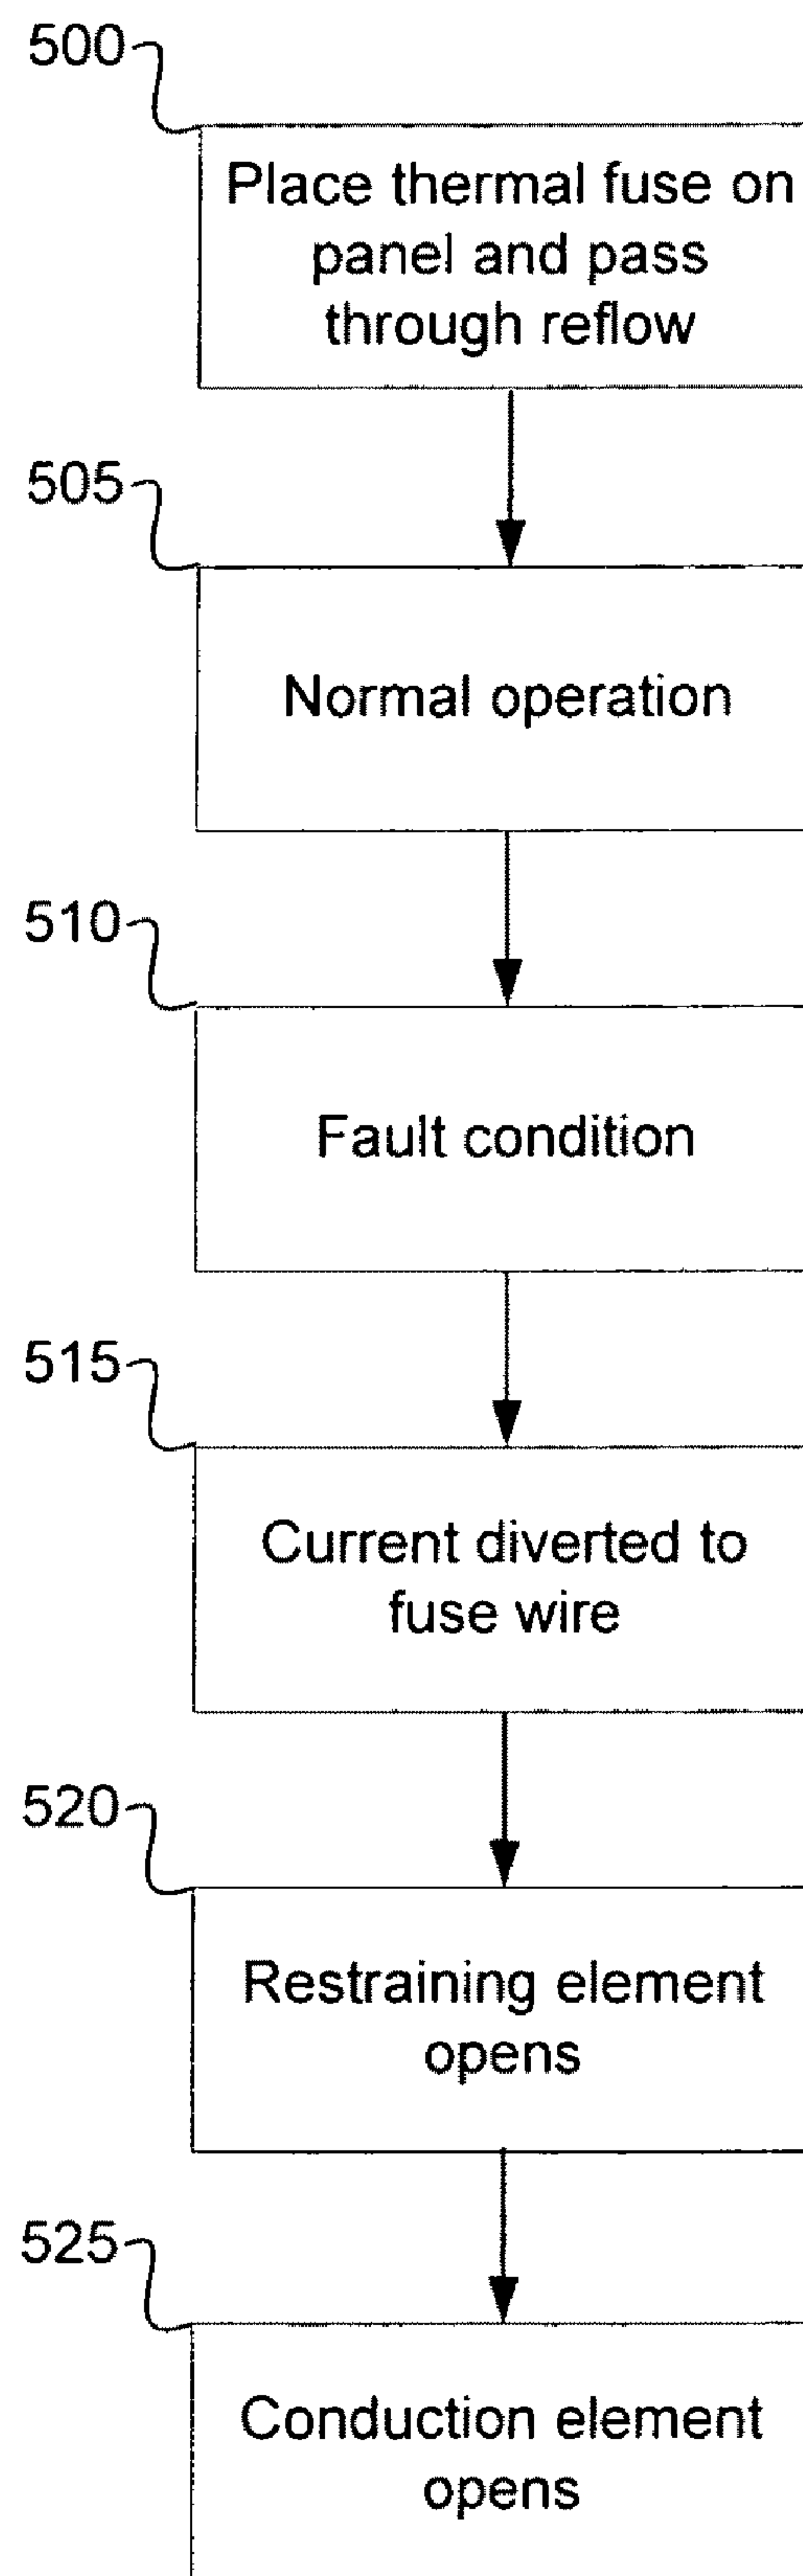 500
Place thermal fuse on
panel and pass
through reflow
505
Normal operation
510
Fault condition
515
Current diverted to
fuse wire
520
Restraining element
opens
525
Conduction element
opens